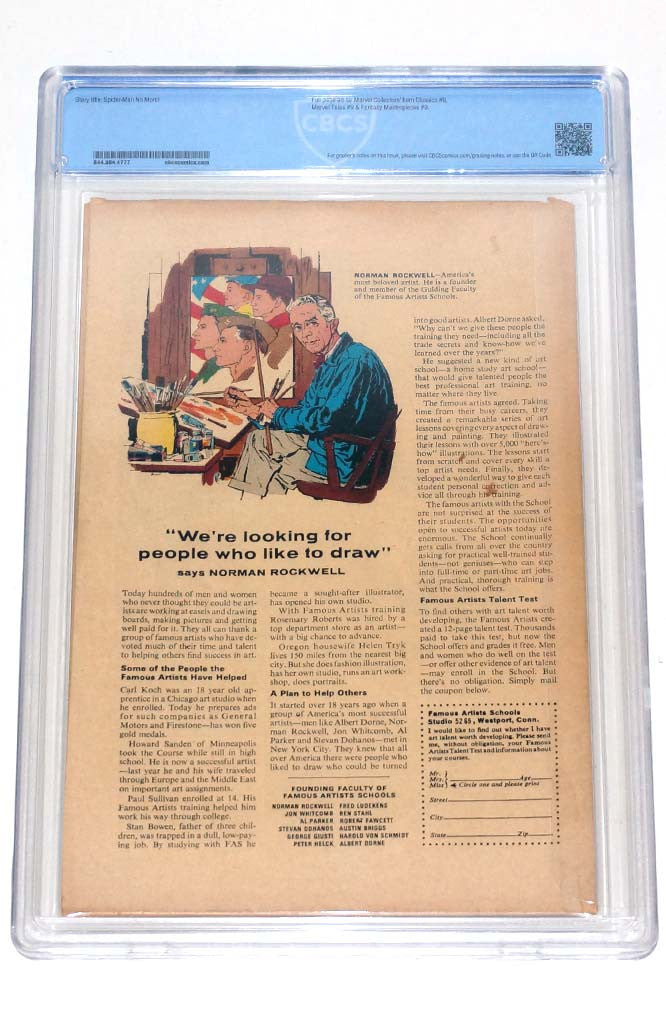 Story title: Spider-Man No More!
Full page ad for Marvel Collectors' Item Classics #9,
Marvel Tales #9 & Fantasy Masterpieces #9.
CBCS
For grader's notes on this book, please visit CBCScomics.com/grading-notes, or use the QR Code
cbcscomics.com
NORMAN ROCKWELL—America's
most beloved artist. He is a founder
and member of the Guiding Faculty
of the Famous Artists Schools.
"We're looking for
people who like to draw"
says NORMAN ROCKWELL
Today hundreds of men and women
who never thought they could be art-
ists are working at easels and drawing
boards, making pictures and getting
well paid for it. They all can thank a
group of famous artists who have de-
voted much of their time and talent
to helping others find success in art.
Some of the People the
Famous Artists Have Helped
Carl Koch was an 18 year old ap-
prentice in a Chicago art studio when
he enrolled. Today he prepares ads
for such companies as General
Motors and Firestone—has won five
gold medals.
Howard Sanden of Minneapolis
took the Course while still in high
school. He is now a successful artist
—last year he and his wife traveled
through Europe and the Middle East
on important art assignments.
Paul Sullivan enrolled at 14. His
Famous Artists training helped him
work his way through college.
Stan Bowen, father of three chil-
dren, was trapped in a dull, low-pay-
ing job. By studying with FAS he
became a sought-after illustrator,
has opened his own studio.
With Famous Artists training
Rosemary Roberts was hired by a
top department store as an artist—
with a big chance to advance.
Oregon housewife Helen Tryk
lives 150 miles from the nearest big
city. But she does fashion illustration,
has her own studio, runs an art work-
shop, does portraits.
A Plan to Help Others
It started over 18 years ago when a
group of America's most successful
artists—men like Albert Dorne, Nor-
man Rockwell, Jon Whitcomb, Al
Parker and Stevan Dohanos—met in
New York City. They knew that all
over America there were people who
liked to draw who could be turned
FOUNDING FACULTY OF
FAMOUS ARTISTS SCHOOLS
NORMAN ROCKWELL FRED LUDEKENS
JON WHITCOMB BEN STAHL
AL PARKER ROBERT FAWCETT
STEVAN DOHANOS AUSTIN BRIGGS
GEORGE GIUSTI HAROLD VON SCHMIDT
PETER HELCK ALBERT DORNE
into good artists. Albert Dorne asked,
"Why can't we give these people the
training they need—including all the
trade secrets and know-how we've
learned over the years?"
He suggested a new kind of art
school—a home study art school—
that would give talented people the
best professional art training, no
matter where they live.
The famous artists agreed. Taking
time from their busy careers, they
created a remarkable series of art
lessons covering every aspect of draw-
ing and painting. They illustrated
their lessons with over 5,000 "here's-
how" illustrations. The lessons start
from scratch and cover every skill a
top artist needs. Finally, they de-
veloped a wonderful way to give each
student personal correction and ad-
vice all through his training.
The famous artists with the School
are not surprised at the success of
their students. The opportunities
open to successful artists today are
enormous. The School continually
gets calls from all over the country
asking for practical well-trained stu-
dents—not geniuses—who can step
into full-time or part-time art jobs.
And practical, thorough training is
what the School offers.
Famous Artists Talent Test
To find others with art talent worth
developing, the Famous Artists cre-
ated a 12-page talent test. Thousands
paid to take this test, but now the
School offers and grades it free. Men
and women who do well on the test
—or offer other evidence of art talent
—may enroll in the School. But
there's no obligation. Simply mail
the coupon below.
Famous Artists Schools
Studio 5265, Westport, Conn.
I would like to find out whether I have
art talent worth developing. Please send
me, without obligation, your Famous
Artists Talent Test and information about
your courses.
Mr.
Mrs. Age
Miss Circle one and please print
Street
City
State Zip